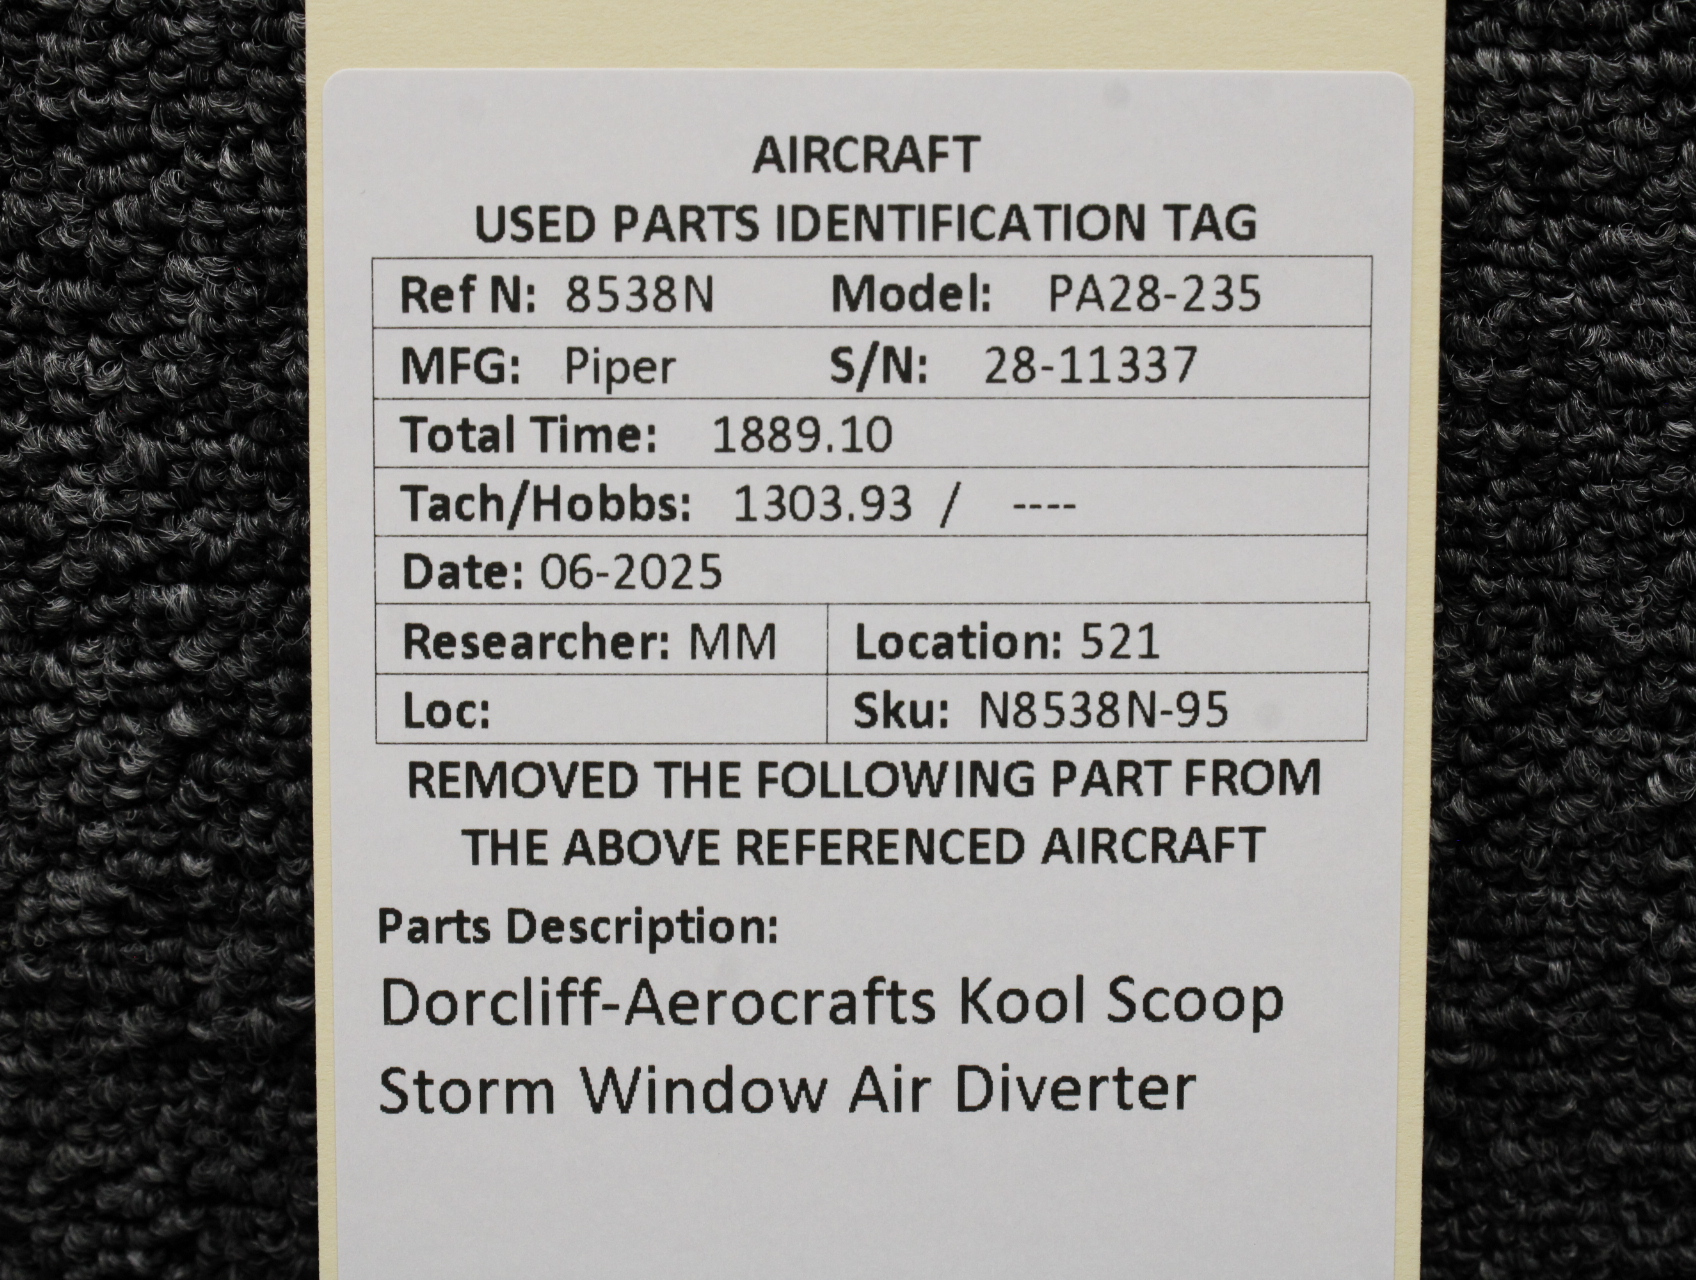 AIRCRAFT
USED PARTS IDENTIFICATION TAG
Ref N: 8538N Model: PA28-235
MFG: Piper S/N: 28-11337
Total Time: 1889.10
Tach/Hobbs: 1303.93 / ----
Date: 06-2025
Researcher: MM Location: 521
Loc: Sku: N8538N-95
REMOVED THE FOLLOWING PART FROM
THE ABOVE REFERENCED AIRCRAFT
Parts Description:
Dorcliff-Aerocrafts Kool Scoop
Storm Window Air Diverter